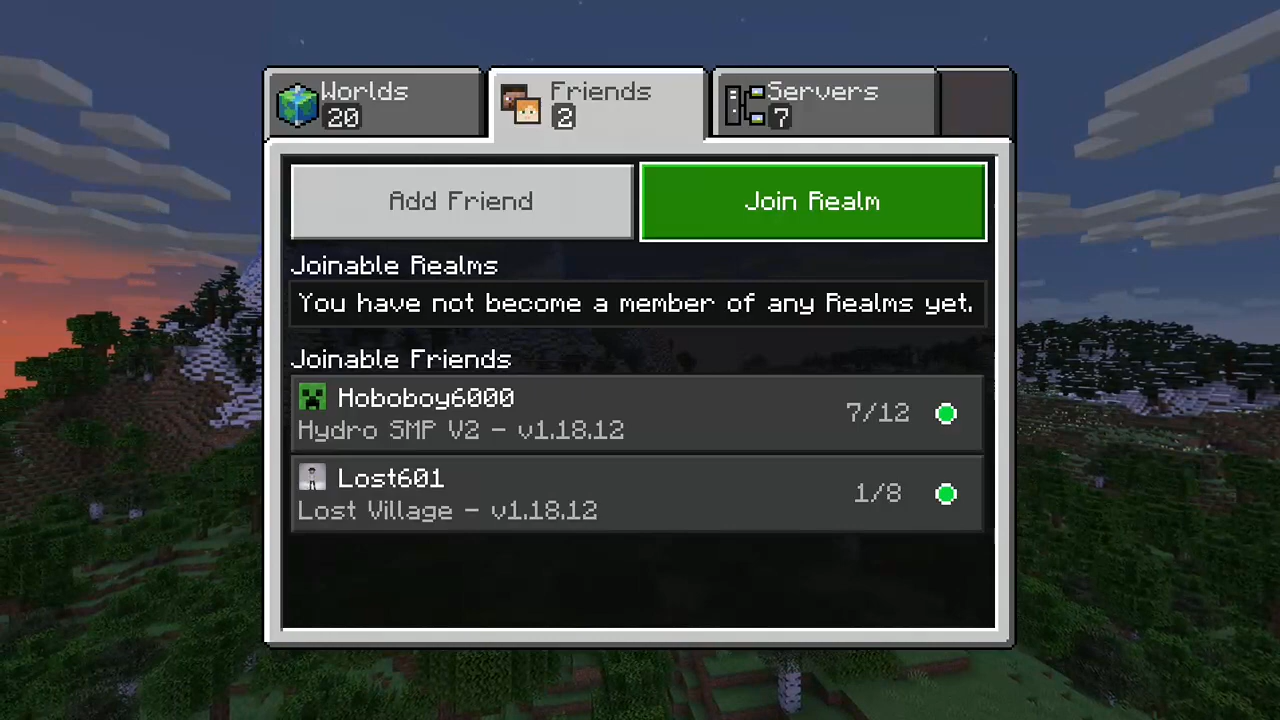 Worlds
20
Friends
2
Servers
7
Add Friend
Join Realm
Joinable Realms
You have not become a member of any Realms yet.
Joinable Friends
Hoboboy6000
Hydro SMP V2 - v1.18.12
7/12
Lost601
Lost Village - v1.18.12
1/8